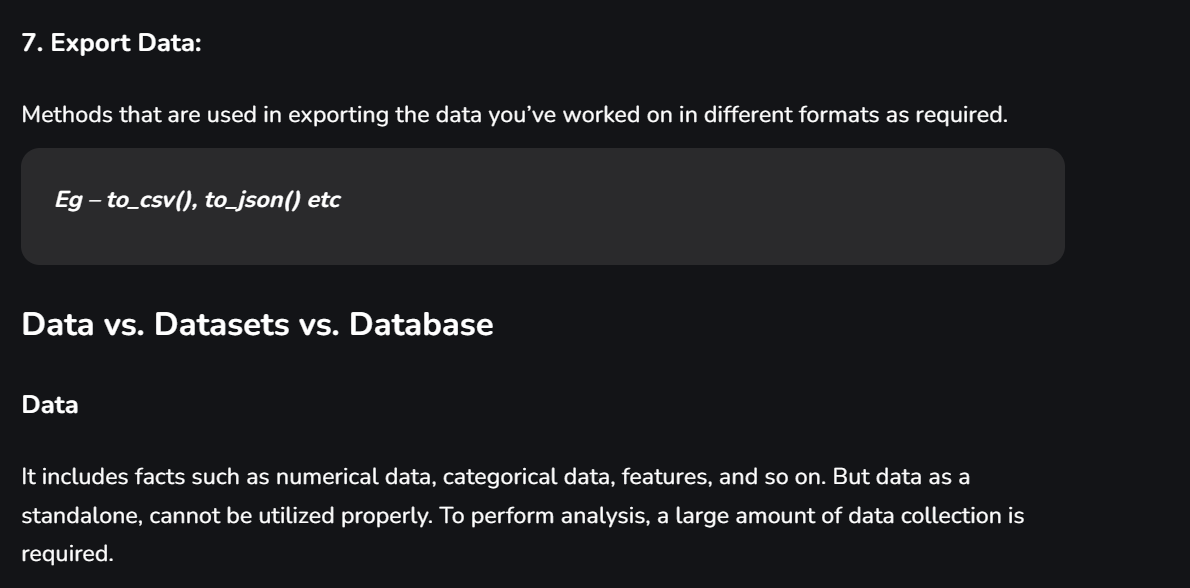 7. Export Data:
Methods that are used in exporting the data you’ve worked on in different formats as required.
Eg – to_csv(), to_json() etc
Data vs. Datasets vs. Database
Data
It includes facts such as numerical data, categorical data, features, and so on. But data as a
standalone, cannot be utilized properly. To perform analysis, a large amount of data collection is
required.